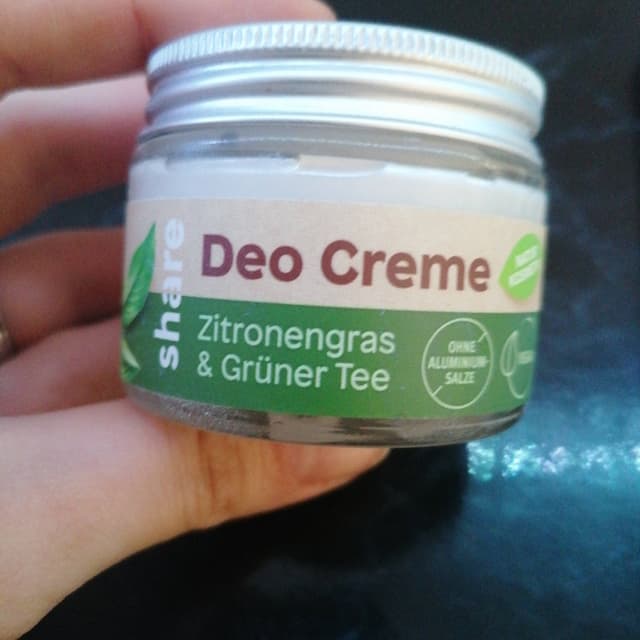 share
Deo Creme
Zitronengras
& Grüner Tee
OHNE
ALUMINIUM-
SALZE